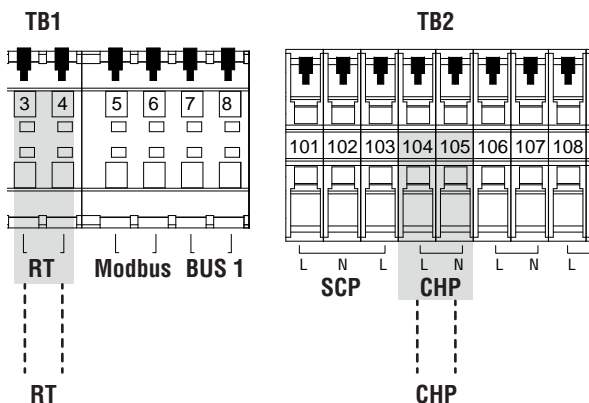 TB1 TB2
3 4 5 6 7 8
101 102 103 104 105 106 107 108
L N L L N L N L
RT Modbus BUS 1
SCP CHP
RT CHP